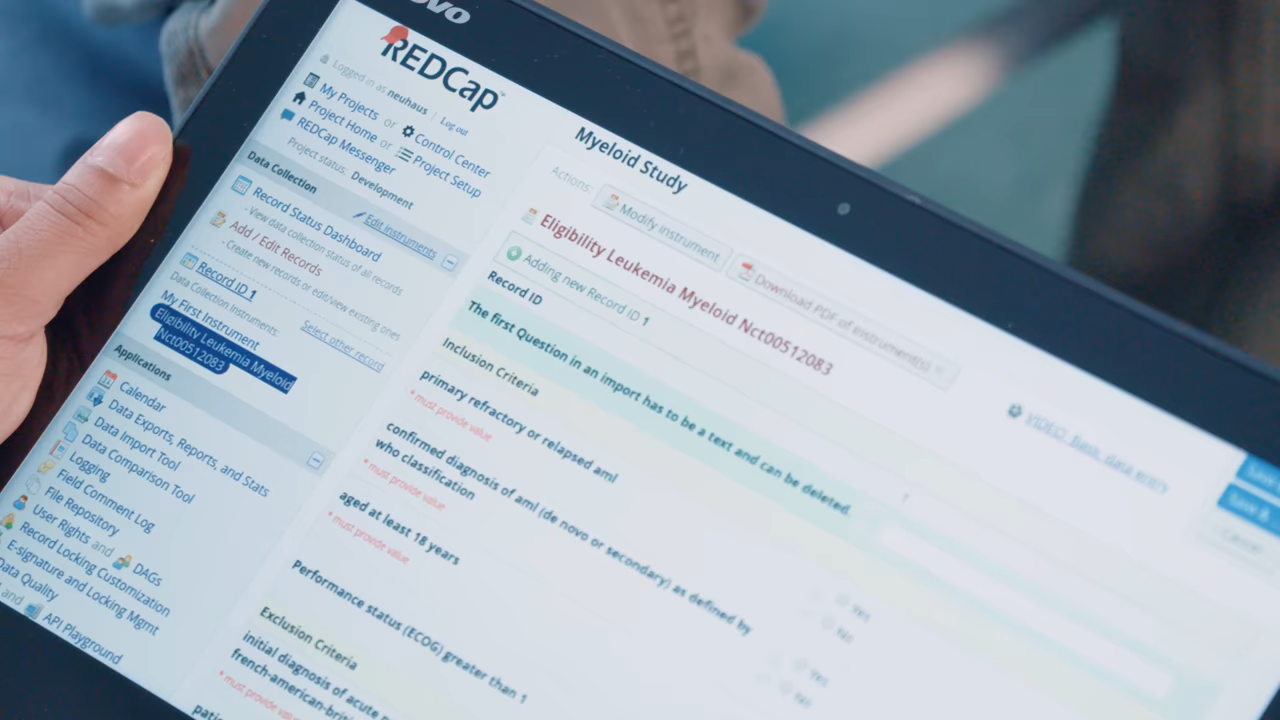 ovo
REDCap
Logged in as neuhaus | Log out
My Projects or Control Center
Project Home or Project Setup
REDCap Messenger
Project status: Development
Data Collection
Edit instruments
Record Status Dashboard
- View data collection status of all records
Add / Edit Records
- Create new records or edit/view existing ones
Record ID 1
Select other record
Data Collection Instruments:
My First Instrument
Eligibility Leukemia Myeloid
Nct00512083
Applications
Calendar
Data Exports, Reports, and Stats
Data Import Tool
Data Comparison Tool
Logging
Field Comment Log
File Repository
User Rights and DAGs
Record Locking Customization
E-signature and Locking Mgmt
Data Quality
and API Playground
Myeloid Study
Actions:
Modify instrument
Download PDF of instrument(s)
VIDEO: Basic data entry
Eligibility Leukemia Myeloid Nct00512083
Adding new Record ID 1
Record ID
1
The first Question in an import has to be a text and can be deleted.
Inclusion Criteria
primary refractory or relapsed aml
* must provide value
Yes
No
confirmed diagnosis of aml (de novo or secondary) as defined by
who classification
* must provide value
Yes
aged at least 18 years
* must provide value
Performance status (ECOG) greater than 1
Exclusion Criteria
initial diagnosis of acute
french-american-briti
* must provide value
Save
Save &
Cancel